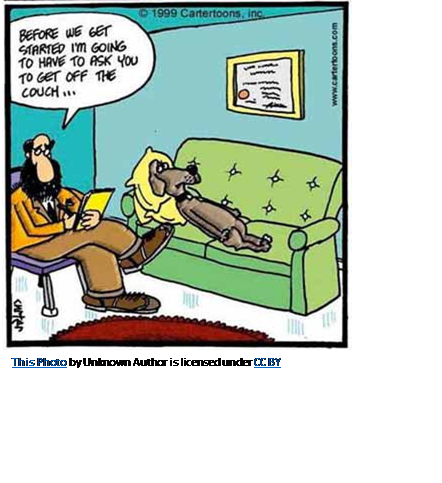 © 1999 Cartertoons, inc.
BEFORE WE GET
STARTED I'M GOING
TO HAVE TO ASK YOU
TO GET OFF THE
COUCH...
www.cartertoons.com
CARTER
This Photo by Unknown Author is licensed under CC BY